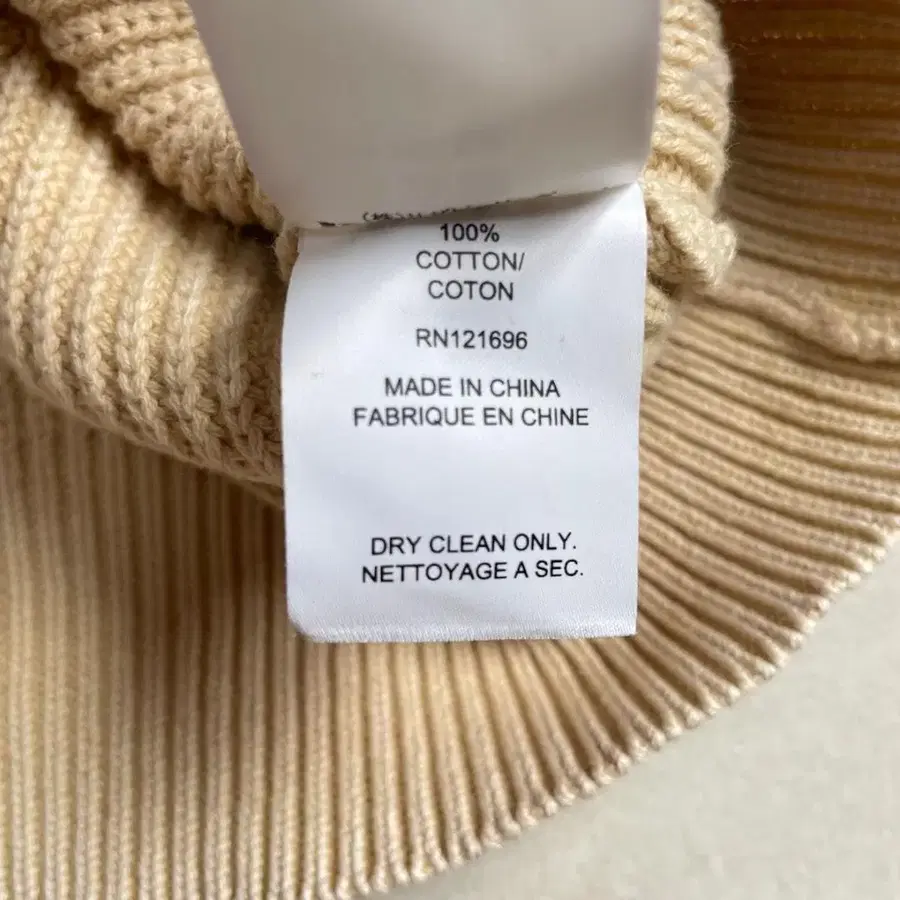 100%
COTTON/
COTON
RN121696
MADE IN CHINA
FABRIQUE EN CHINE
DRY CLEAN ONLY.
NETTOYAGE A SEC.